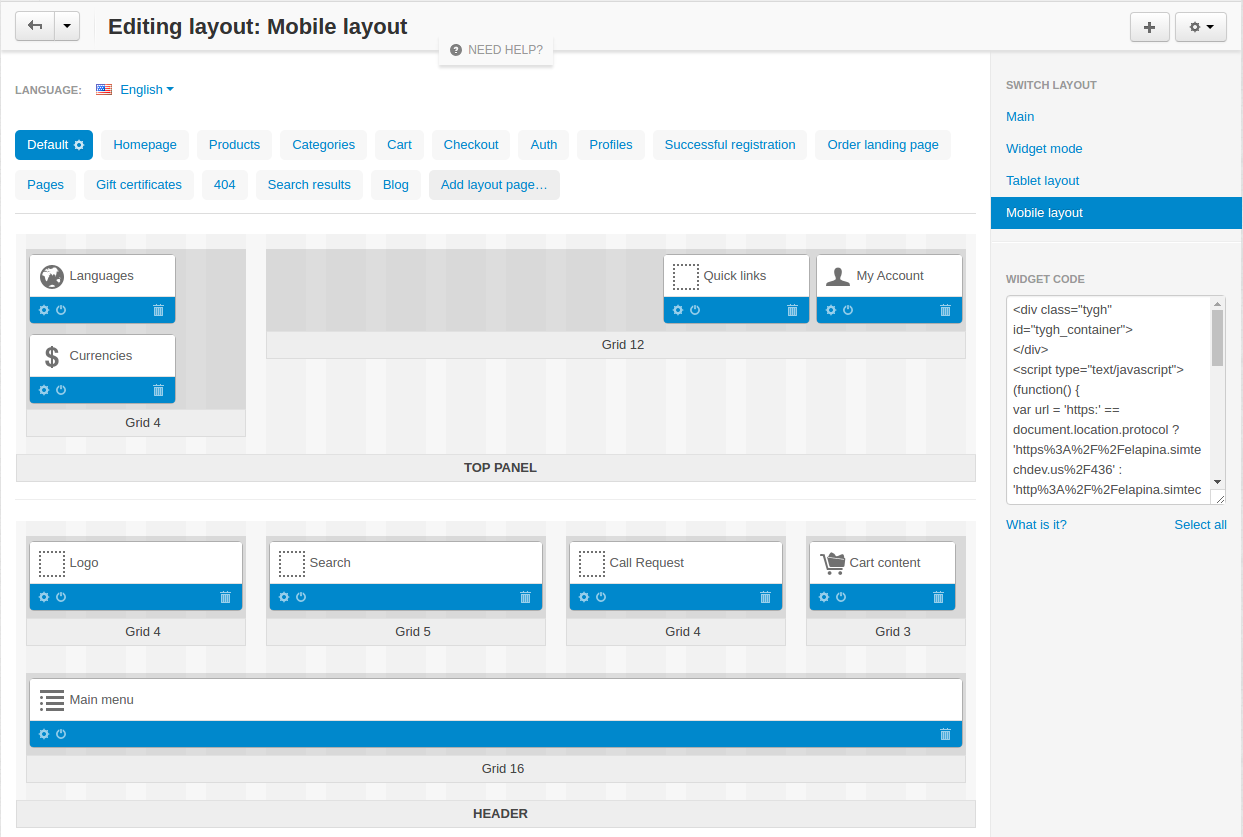 Editing layout: Mobile layout
NEED HELP?
LANGUAGE: English
Default Homepage Products Categories Cart Checkout Auth Profiles Successful registration Order landing page
Pages Gift certificates 404 Search results Blog Add layout page…
Languages
Quick links
My Account
Currencies
Grid 12
Grid 4
TOP PANEL
Logo
Search
Call Request
Cart content
Grid 4
Grid 5
Grid 4
Grid 3
Main menu
Grid 16
HEADER
SWITCH LAYOUT
Main
Widget mode
Tablet layout
Mobile layout
WIDGET CODE
<div class="tygh"
id="tygh_container">
</div>
<script type="text/javascript">
(function() {
var url = 'https:' ==
document.location.protocol ?
'https%3A%2F%2Felapina.simte
chdev.us%2F436' :
'http%3A%2F%2Felapina.simtec
What is it?
Select all